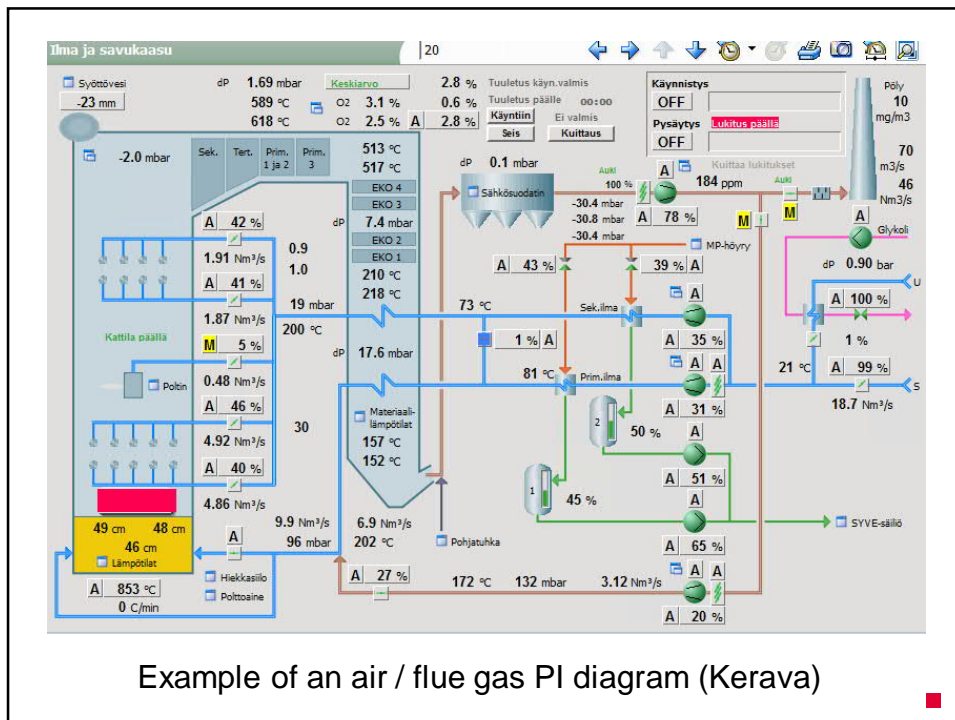 Ilma ja savukaasu
20
Syöttövesi
-23 mm
dP 1.69 mbar
589 °C
618 °C
Keskiarvo
O2 3.1 %
O2 2.5 %
2.8 %
0.6 %
A 2.8 %
Tuuletus käyn.valmis
Tuuletus päälle 00:00
Käyntiin Ei valmis
Seis Kuittaus
Käynnistys
OFF
Pysäytys Lukitus päällä
OFF
Kuittaa lukitukset
Pöly
10
mg/m3
70
m3/s
46
Nm3/s
-2.0 mbar
Sek. Tert. Prim. 1 ja 2 Prim. 3
513 °C
517 °C
EKO 4
EKO 3
dP 7.4 mbar
EKO 2
EKO 1
210 °C
218 °C
dP 0.1 mbar
Sähkösuodatin
Auki
100 %
-30.4 mbar
-30.8 mbar
-30.4 mbar
A
A 78 %
184 ppm
Auki
M
M
MP-höyry
A
Glykoli
dP 0.90 bar
A 42 %
1.91 Nm³/s
0.9
1.0
A 41 %
1.87 Nm³/s
19 mbar
200 °C
A 43 %
39 % A
73 °C
Sek.ilma
A
A 35 %
A 100 %
U
1 %
Kattila päällä
M 5 %
0.48 Nm³/s
Poltin
dP 17.6 mbar
1 % A
81 °C
Prim.ilma
A A
A 31 %
21 °C
A 99 %
S
18.7 Nm³/s
A 46 %
4.92 Nm³/s
30
Materiaali-
lämpötilat
157 °C
152 °C
2
50 %
A
A 51 %
A 40 %
4.86 Nm³/s
1
45 %
A
A 65 %
SYVE-säiliö
49 cm 48 cm
46 cm
Lämpötilat
A
9.9 Nm³/s
96 mbar
6.9 Nm³/s
202 °C
Pohjatuhka
A 853 °C
0 C/min
Hiekkasiilo
Polttoaine
A 27 %
172 °C 132 mbar 3.12 Nm³/s
A A
A 20 %
Example of an air / flue gas PI diagram (Kerava)